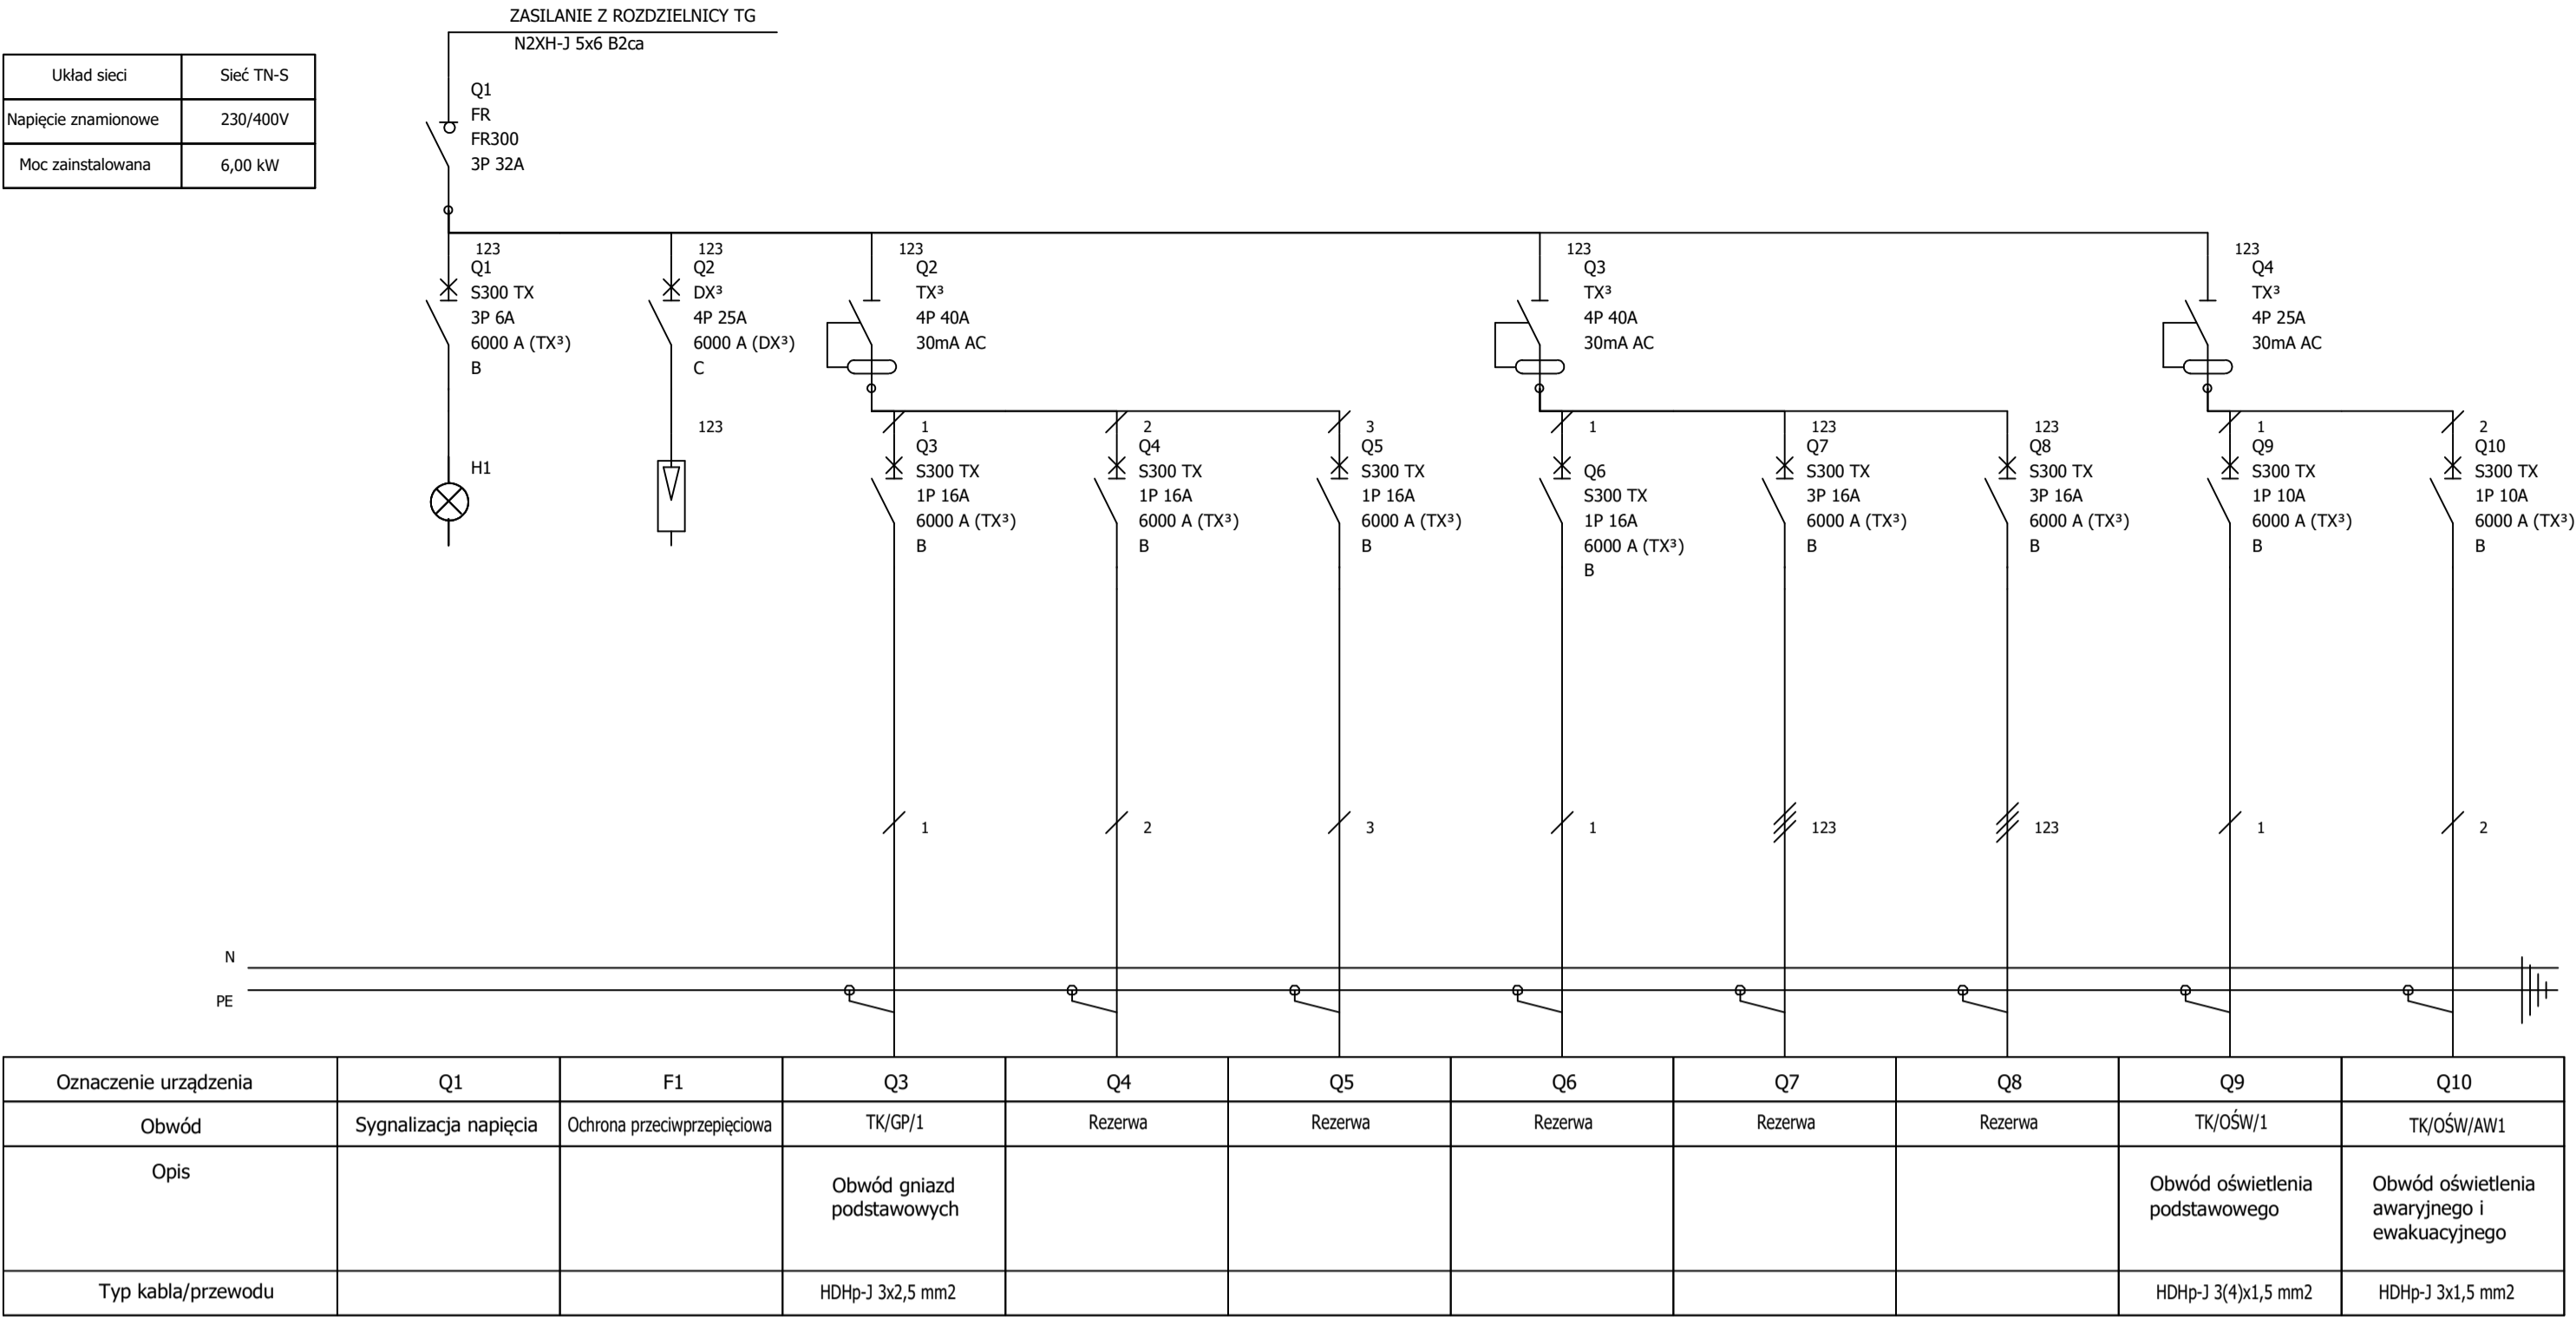 ZASILANIE Z ROZDZIELNICY TG
N2XH-J 5x6 B2ca
Układ sieci Sieć TN-S
Napięcie znamionowe 230/400V
Moc zainstalowana 6,00 kW
Q1
FR
FR300
3P 32A
123
Q1
S300 TX
3P 6A
6000 A (TX³)
B
H1
123
Q2
DX³
4P 25A
6000 A (DX³)
C
123
123
Q2
TX³
4P 40A
30mA AC
123
Q3
TX³
4P 40A
30mA AC
123
Q4
TX³
4P 25A
30mA AC
1
Q3
S300 TX
1P 16A
6000 A (TX³)
B
2
Q4
S300 TX
1P 16A
6000 A (TX³)
B
3
Q5
S300 TX
1P 16A
6000 A (TX³)
B
1
Q6
S300 TX
1P 16A
6000 A (TX³)
B
123
Q7
S300 TX
3P 16A
6000 A (TX³)
B
123
Q8
S300 TX
3P 16A
6000 A (TX³)
B
1
Q9
S300 TX
1P 10A
6000 A (TX³)
B
2
Q10
S300 TX
1P 10A
6000 A (TX³)
B
1 2 3 1 123 123 1 2
N
PE
Oznaczenie urządzenia Q1 F1 Q3 Q4 Q5 Q6 Q7 Q8 Q9 Q10
Obwód Sygnalizacja napięcia Ochrona przeciwprzepięciowa TK/GP/1 Rezerwa Rezerwa Rezerwa Rezerwa Rezerwa TK/OŚW/1 TK/OŚW/AW1
Opis
Obwód gniazd
podstawowych
Obwód oświetlenia
podstawowego
Obwód oświetlenia
awaryjnego i
ewakuacyjnego
Typ kabla/przewodu HDHp-J 3x2,5 mm2 HDHp-J 3(4)x1,5 mm2 HDHp-J 3x1,5 mm2